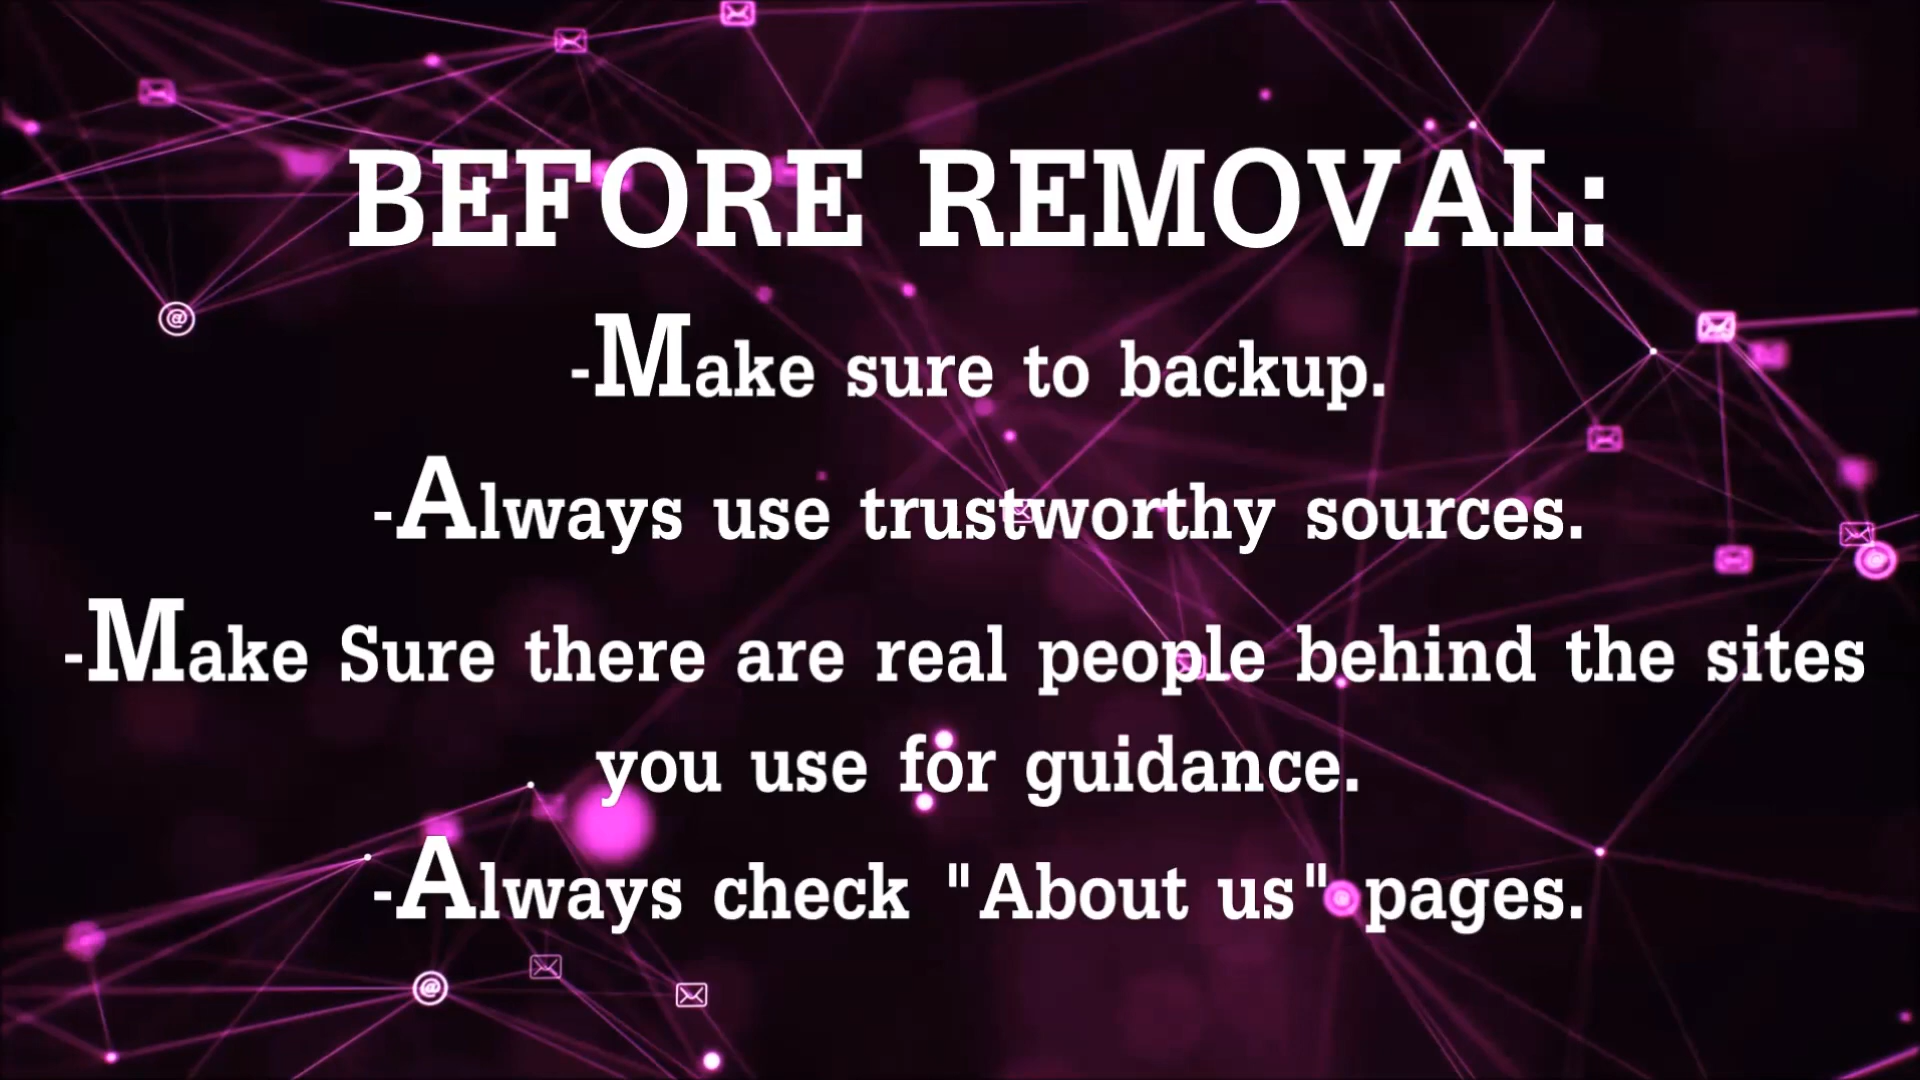 BEFORE REMOVAL:
-Make sure to backup.
-Always use trustworthy sources.
-Make Sure there are real people behind the sites
you use for guidance.
-Always check "About us" pages.